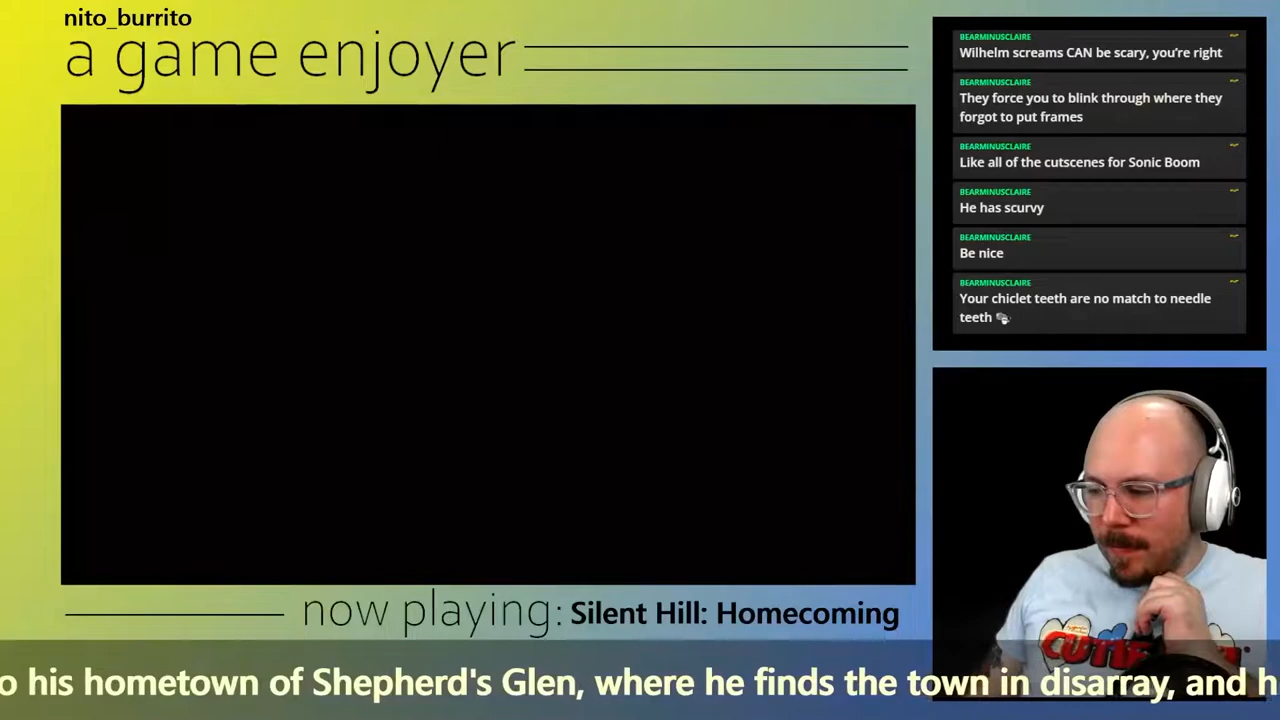 nito_burrito
a game enjoyer
BEARMINUSCLAIRE
Wilhelm screams CAN be scary, you're right
BEARMINUSCLAIRE
They force you to blink through where they
forgot to put frames
BEARMINUSCLAIRE
Like all of the cutscenes for Sonic Boom
BEARMINUSCLAIRE
He has scurvy
BEARMINUSCLAIRE
Be nice
BEARMINUSCLAIRE
Your chiclet teeth are no match to needle
teeth
now playing: Silent Hill: Homecoming
o his hometown of Shepherd's Glen, where he finds the town in disarray, and h